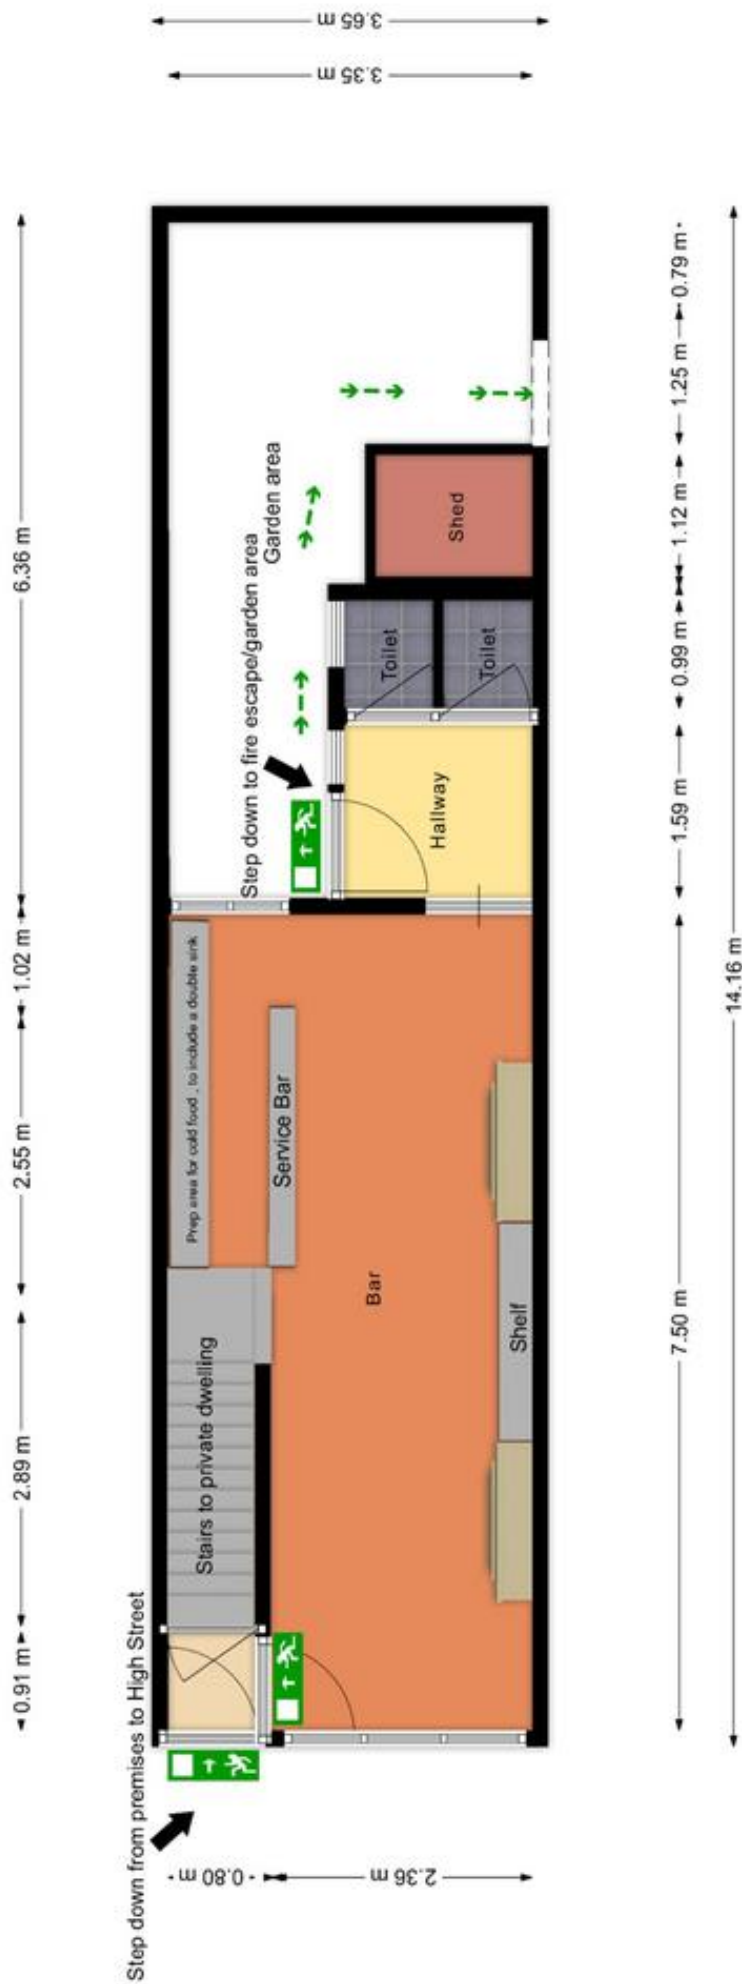 3.65 m
3.35 m
6.36 m
1.02 m
2.55 m
2.89 m
0.91 m
0.79 m
1.25 m
1.12 m
0.99 m
1.59 m
7.50 m
14.16 m
Garden area
Step down to fire escape/garden area
Shed
Toilet
Toilet
Hallway
Prep area for cold food , to include a double sink
Service Bar
Bar
Shelf
Stairs to private dwelling
Step down from premises to High Street
0.80 m
2.36 m